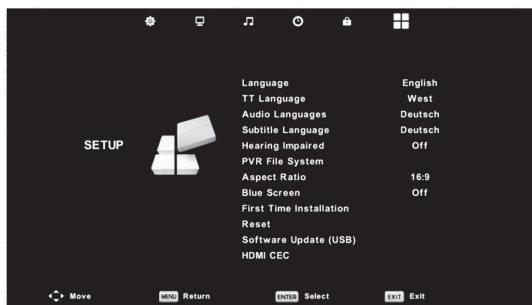 Language English
TT Language West
Audio Languages Deutsch
Subtitle Language Deutsch
SETUP
Hearing Impaired Off
PVR File System
Aspect Ratio 16:9
Blue Screen Off
First Time Installation
Reset
Software Update (USB)
HDMI CEC
Move MENU Return ENTER Select EXIT Exit